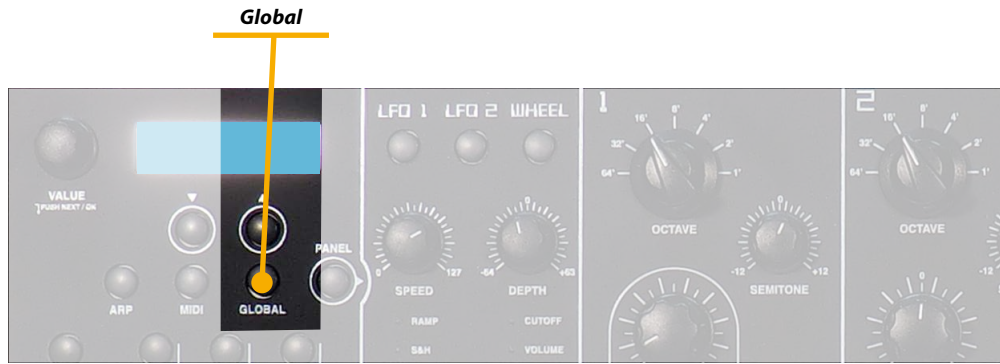 Global
LFO 1 LFO 2 WHEEL
1
2
VALUE
PUSH NEXT / OK
▼
PANEL
ARP MIDI GLOBAL
0 127
SPEED
-64 0 +63
DEPTH
RAMP
S&H
CUTOFF
VOLUME
64' 32' 16' 8' 4' 2' 1'
OCTAVE
-12 0 +12
SEMITONE
64' 32' 16' 8' 4' 2' 1'
OCTAVE
0